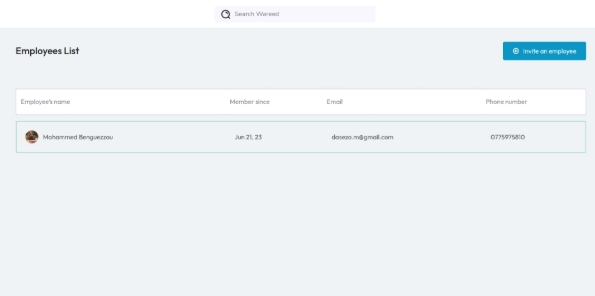 Search Wareed
Employees List
Invite an employee
Employee's name Member since Email Phone number
Mohammed Benguezzou Jun 21, 23 dasezo.m@gmail.com 0775975810